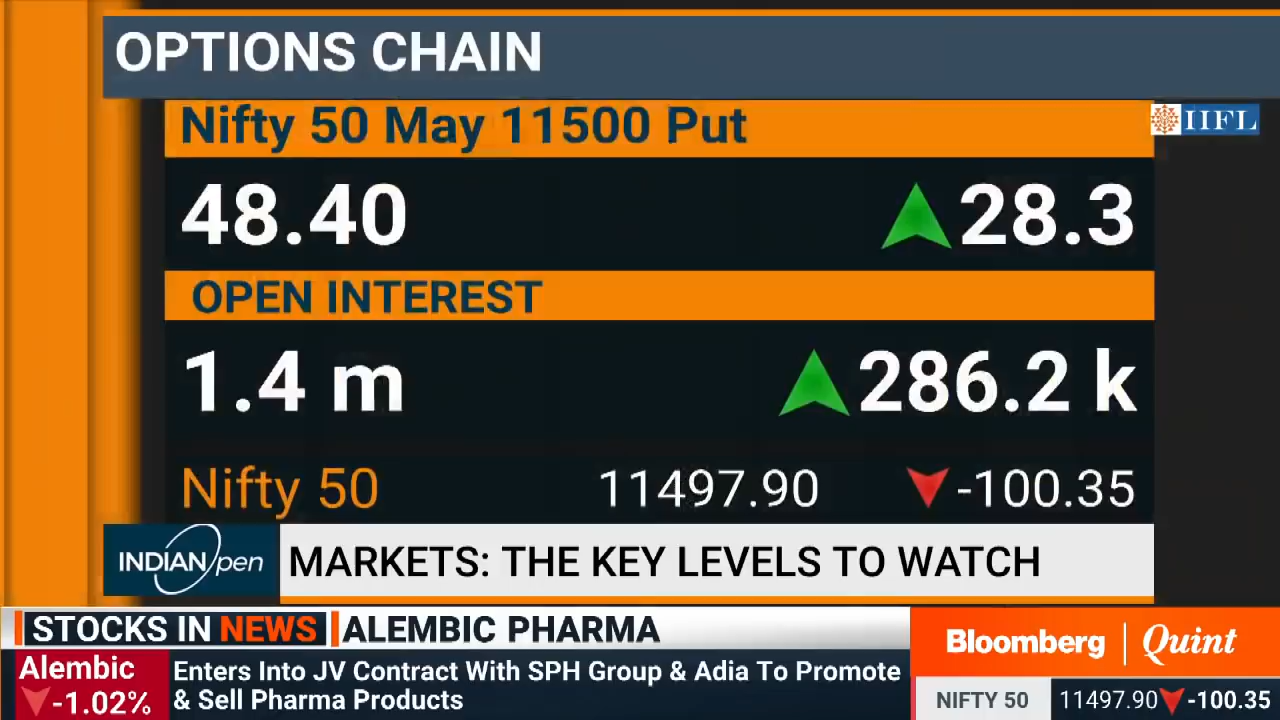 OPTIONS CHAIN
Nifty 50 May 11500 Put
IIFL
48.40 28.3
OPEN INTEREST
1.4 m 286.2 k
Nifty 50 11497.90 -100.35
INDIAN Open MARKETS: THE KEY LEVELS TO WATCH
STOCKS IN NEWS ALEMBIC PHARMA
Bloomberg | Quint
Alembic
-1.02%
Enters Into JV Contract With SPH Group & Adia To Promote
& Sell Pharma Products
NIFTY 50 11497.90 -100.35